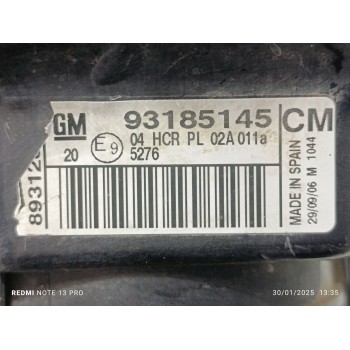 GM
93185145
CM
20
E9
04 HCR PL 02A 011a
5276
MADE IN SPAIN
29/09/06 M 1044
REDMI NOTE 13 PRO
30/01/2025 13:35